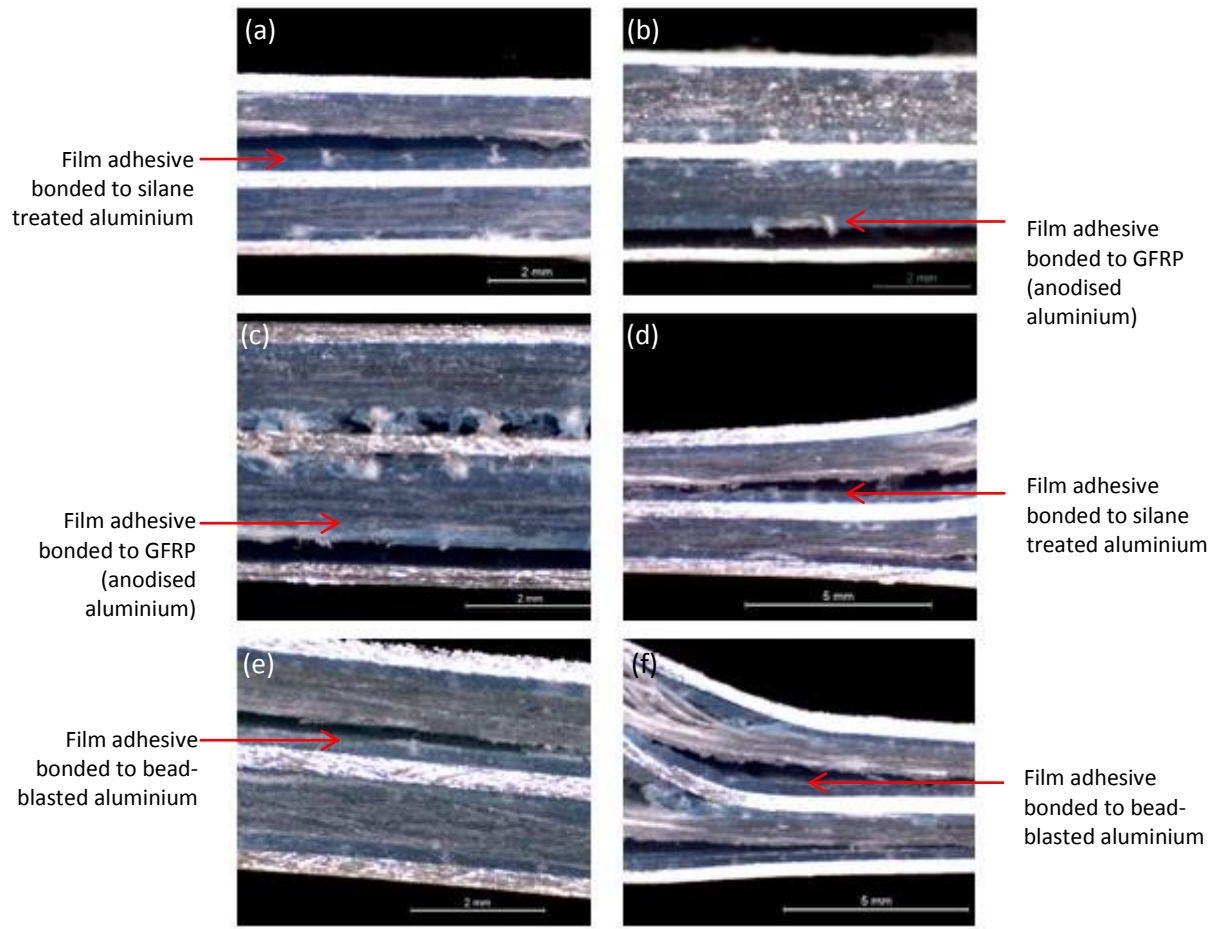 (a)
Film adhesive
bonded to silane
treated aluminium
2 mm
(b)
2 mm
Film adhesive
bonded to GFRP
(anodised
aluminium)
(c)
Film adhesive
bonded to GFRP
(anodised
aluminium)
2 mm
(d)
5 mm
Film adhesive
bonded to silane
treated aluminium
(e)
Film adhesive
bonded to bead-
blasted aluminium
2 mm
(f)
5 mm
Film adhesive
bonded to bead-
blasted aluminium